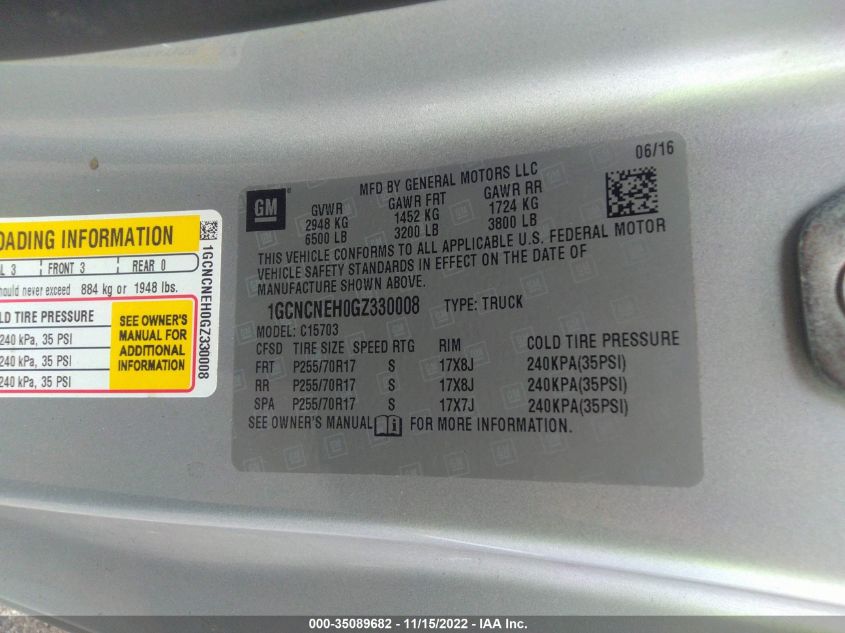 06/16
MFD BY GENERAL MOTORS LLC
GM
GVWR GAWR FRT GAWR RR
2948 KG 1452 KG 1724 KG
6500 LB 3200 LB 3800 LB
THIS VEHICLE CONFORMS TO ALL APPLICABLE U.S. FEDERAL MOTOR
VEHICLE SAFETY STANDARDS IN EFFECT ON THE DATE OF
MANUFACTURE SHOWN ABOVE.
1GCNCNEH0GZ330008 TYPE: TRUCK
MODEL: C15703
CFSD TIRE SIZE SPEED RTG RIM COLD TIRE PRESSURE
FRT P255/70R17 S 17X8J 240KPA(35PSI)
RR P255/70R17 S 17X8J 240KPA(35PSI)
SPA P255/70R17 S 17X7J 240KPA(35PSI)
SEE OWNER'S MANUAL i FOR MORE INFORMATION.
OADING INFORMATION
L 3 FRONT 3 REAR 0
hould never exceed 884 kg or 1948 lbs.
LD TIRE PRESSURE
240 kPa, 35 PSI
240 kPa, 35 PSI
240 kPa, 35 PSI
SEE OWNER'S
MANUAL FOR
ADDITIONAL
INFORMATION
1GCNCNEH0GZ330008
000-35089682 - 11/15/2022 - IAA Inc.